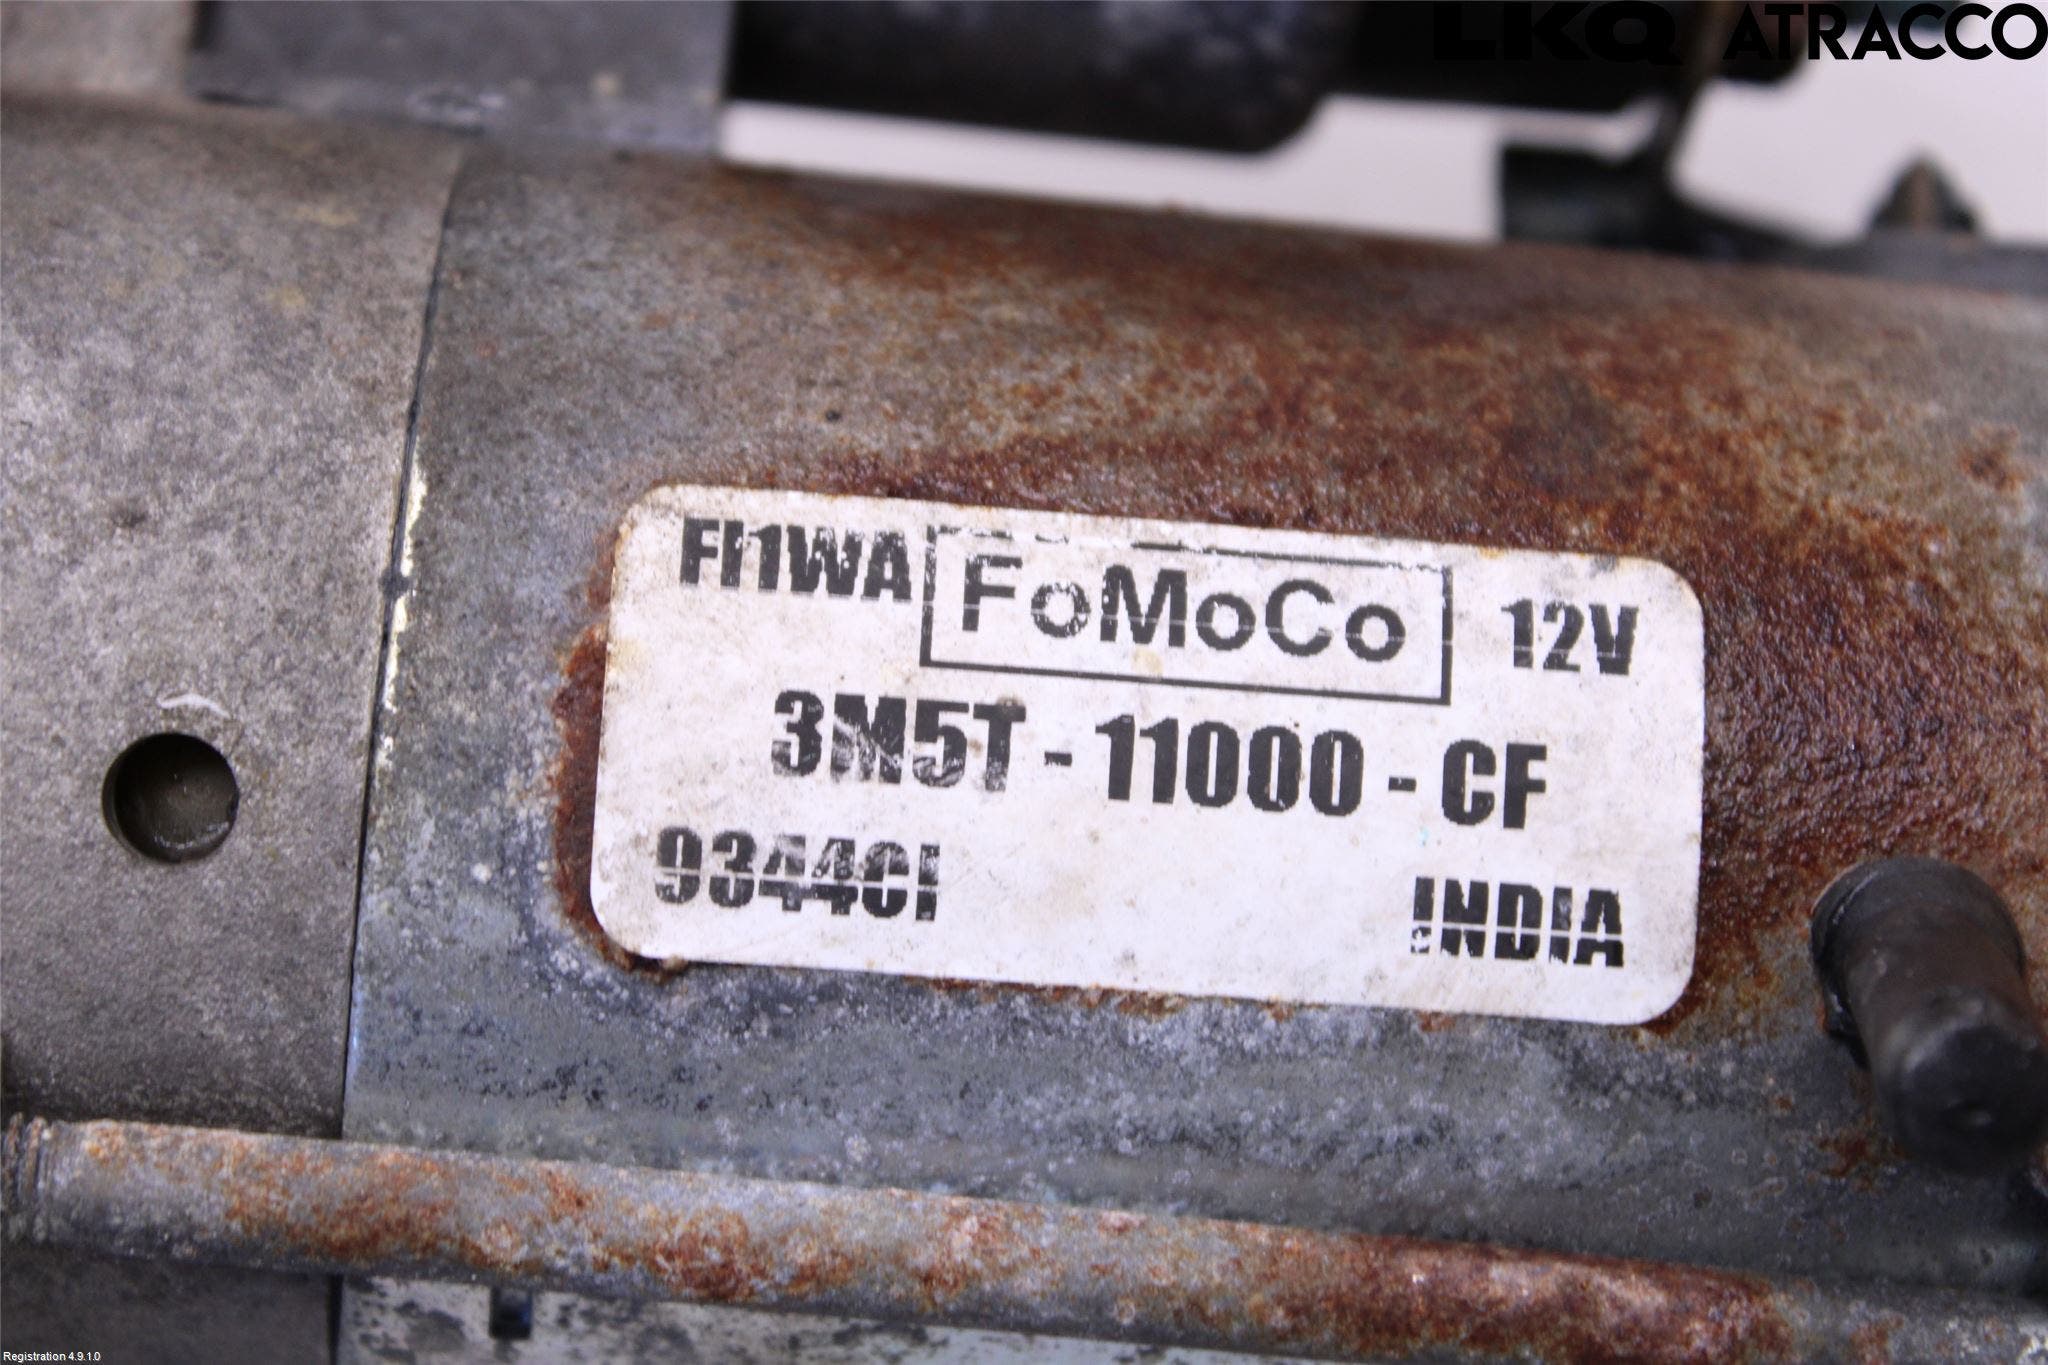 LKQ ATRACCO
FI1WA FoMoCo 12V
3M5T - 11000 - CF
9344CI INDIA
Registration 4.9.1.0